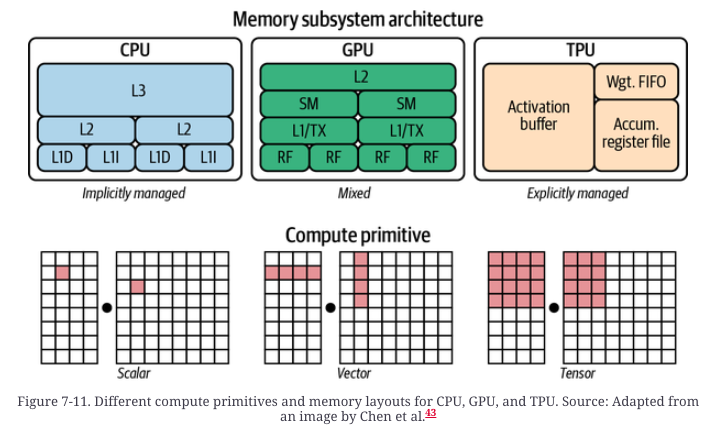 Memory subsystem architecture
CPU
GPU
TPU
L3
L2
L2
L1D
L1I
L1D
L1I
L2
SM
SM
L1/TX
L1/TX
RF
RF
RF
RF
Activation
buffer
Wgt. FIFO
Accum.
register file
Implicitly managed
Mixed
Explicitly managed
Compute primitive
Scalar
Vector
Tensor
Figure 7-11. Different compute primitives and memory layouts for CPU, GPU, and TPU. Source: Adapted from
an image by Chen et al.43